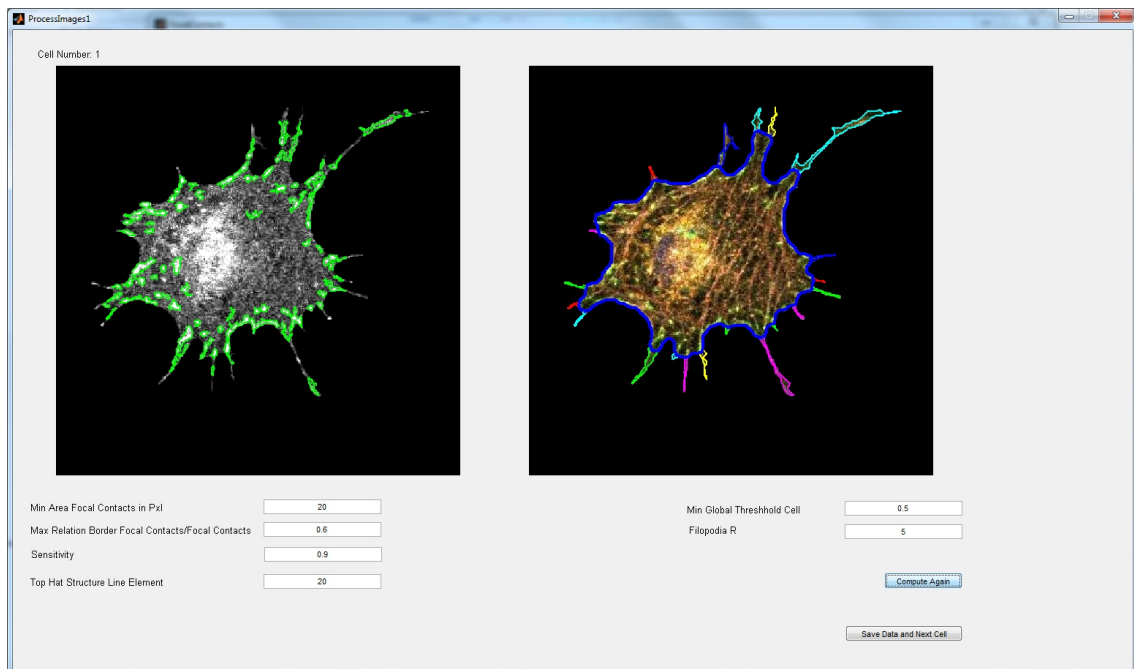 ProcessImages1
Cell Number: 1
Min Area Focal Contacts in Pxl 20
Max Relation Border Focal Contacts/Focal Contacts 0.6
Sensitivity 0.9
Top Hat Structure Line Element 20
Min Global Threshhold Cell 0.5
Filopodia R 5
Compute Again
Save Data and Next Cell